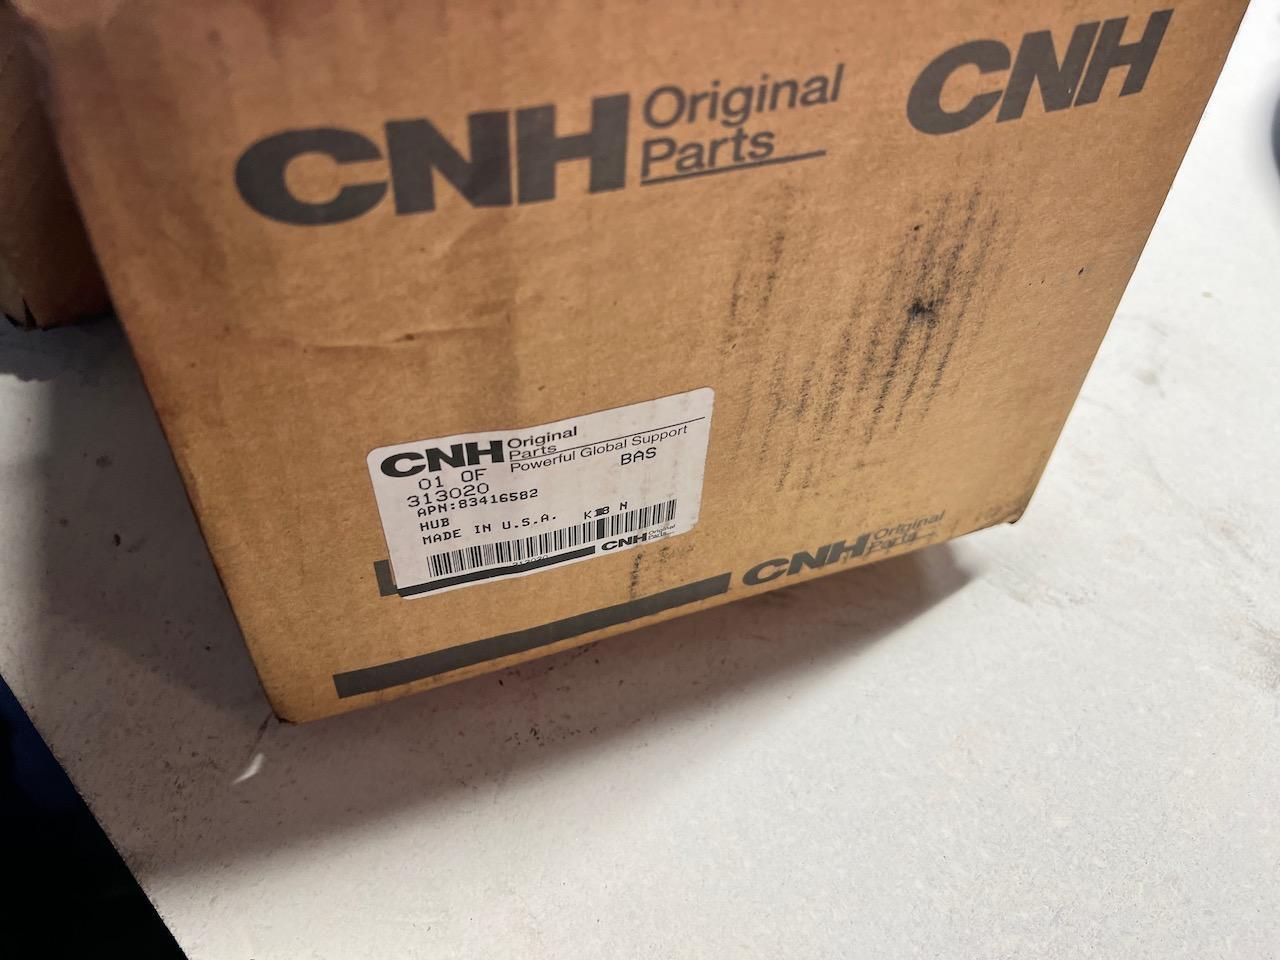 CNH Original
Parts
CNH
CNH Original
Parts
Powerful Global Support
01 OF BAS
313020
APN:83416582
HUB
MADE IN U.S.A. N
CNH Original
Parts
CNH Original
Parts